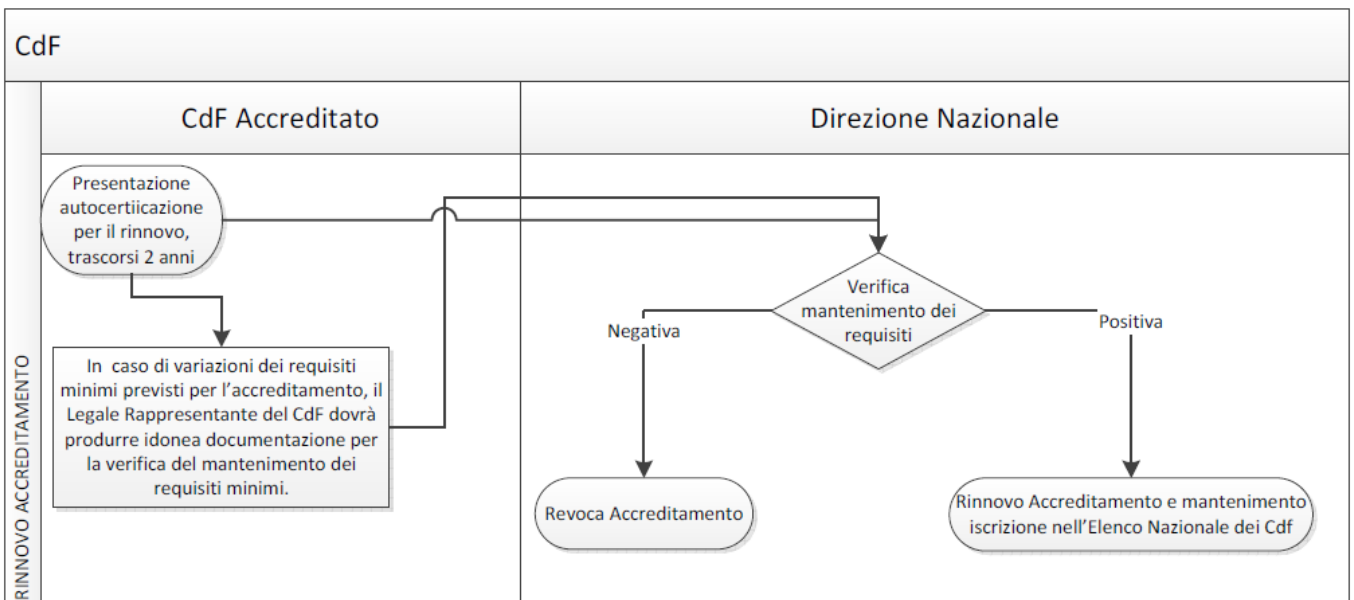 CdF
CdF Accreditato
Direzione Nazionale
RINNOVO ACCREDITAMENTO
Presentazione
autocertiicazione
per il rinnovo,
trascorsi 2 anni
In caso di variazioni dei requisiti
minimi previsti per l'accreditamento, il
Legale Rappresentante del CdF dovrà
produrre idonea documentazione per
la verifica del mantenimento dei
requisiti minimi.
Verifica
mantenimento dei
requisiti
Negativa
Positiva
Revoca Accreditamento
Rinnovo Accreditamento e mantenimento
iscrizione nell'Elenco Nazionale dei Cdf